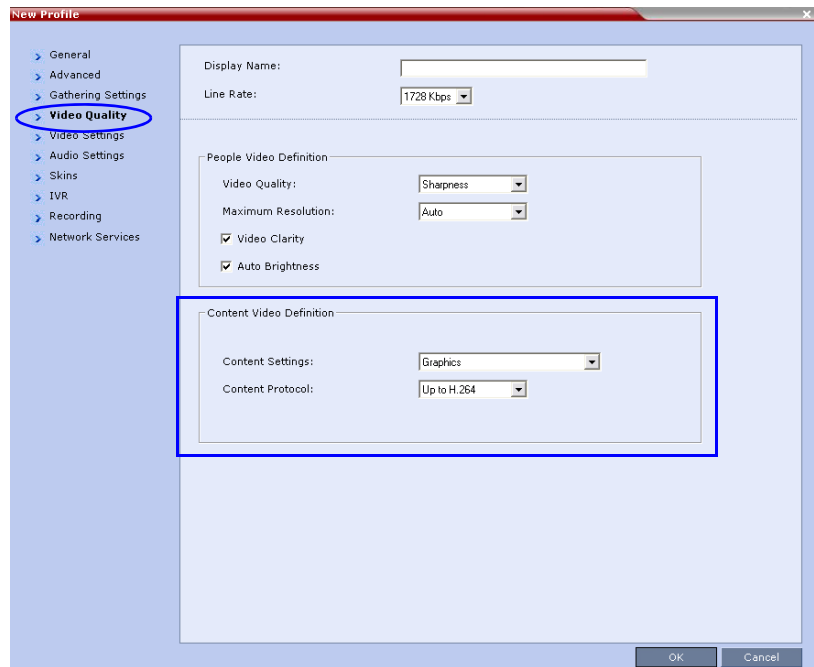 New Profile
General
Advanced
Gathering Settings
Video Quality
Video Settings
Audio Settings
Skins
IVR
Recording
Network Services
Display Name:
Line Rate: 1728 Kbps
People Video Definition
Video Quality: Sharpness
Maximum Resolution: Auto
Video Clarity
Auto Brightness
Content Video Definition
Content Settings: Graphics
Content Protocol: Up to H.264
OK Cancel